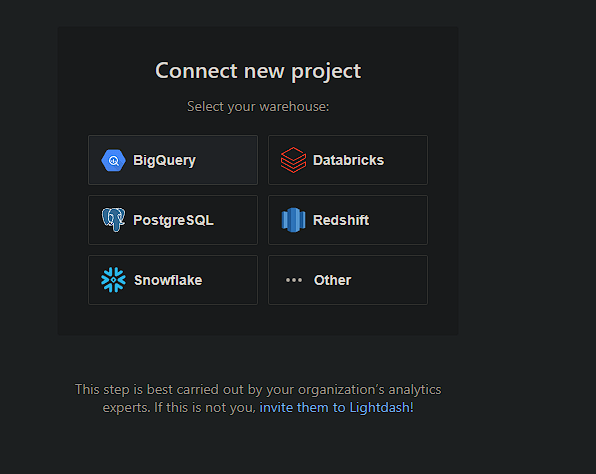 Connect new project
Select your warehouse:
BigQuery
Databricks
PostgreSQL
Redshift
Snowflake
Other
This step is best carried out by your organization's analytics
experts. If this is not you, invite them to Lightdash!